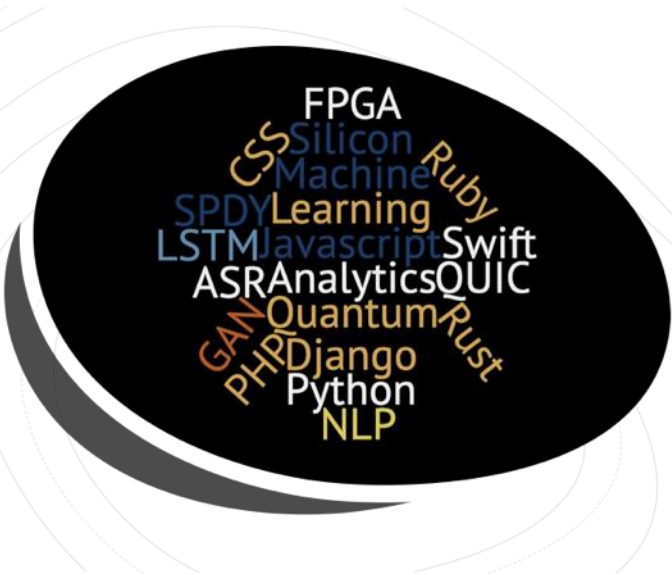 FPGA
CSS Silicon
Machine Ruby
SPDY Learning
LSTM Javascript Swift
ASR Analytics QUIC
GAN Quantum Rust
PHP Django
Python
NLP